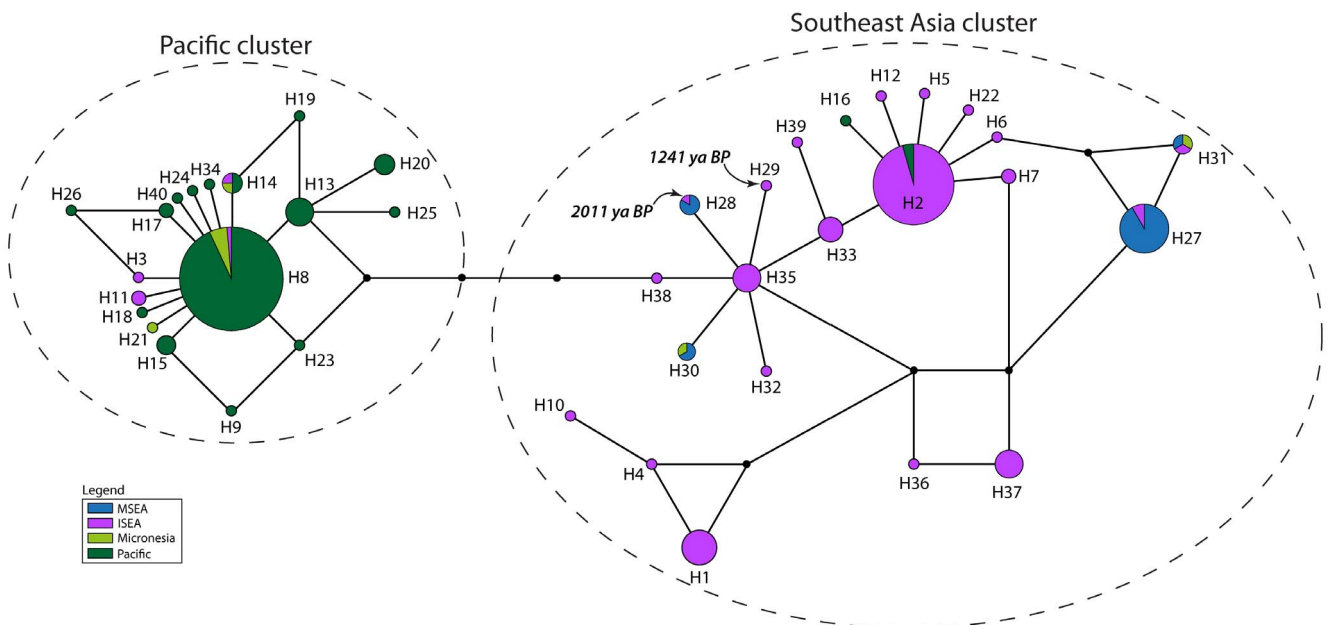 Pacific cluster
Southeast Asia cluster
H19
H20
H34
H24
H40
H14
H13
H26
H17
H25
H3
H8
H11
H18
H21
H15
H23
H9
H12
H5
H16
H22
H6
H39
H31
1241 ya BP
H29
H7
2011 ya BP
H28
H2
H33
H27
H38
H35
H30
H32
H10
H4
H36
H37
H1
Legend
MSEA
ISEA
Micronesia
Pacific